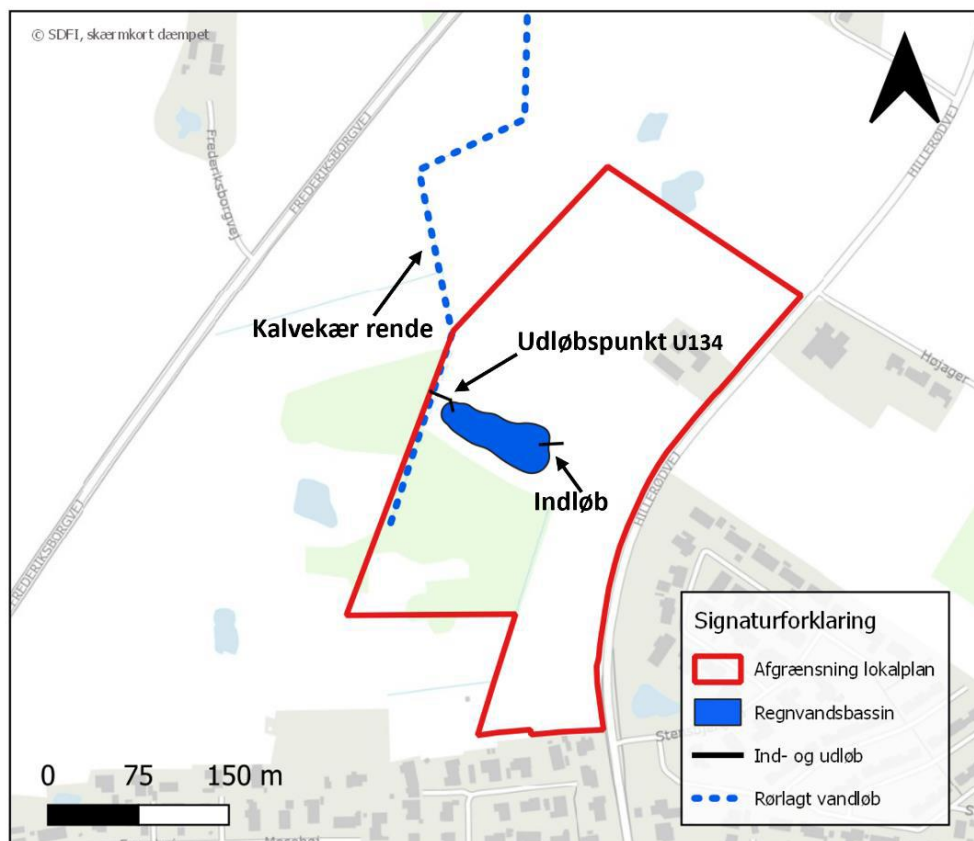 © SDFI, skærmkort dæmpet
Frederiksborgvej
FREDERIKSBORGVEJ
HILLERØDVEJ
Kalvekær rende
Udløbspunkt U134
Højager
Indløb
HILLERØDVEJ
FREDERIKSBORGVEJ
Signaturforklaring
Afgrænsning lokalplan
Regnvandsbassin
Ind- og udløb
Rørlagt vandløb
0 75 150 m